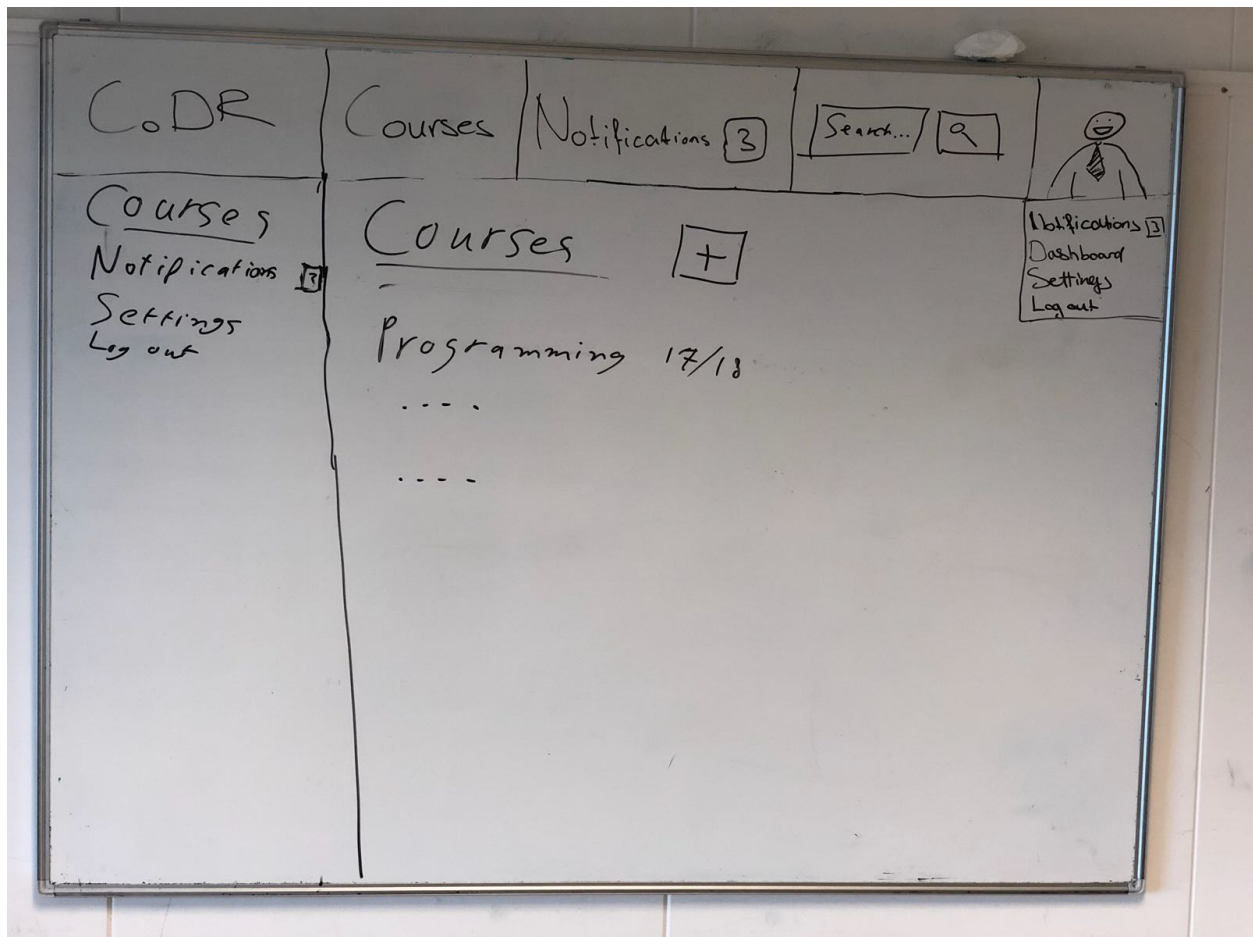 CoDR
Courses
Notifications 3
Search...
Courses
Notifications 3
Settings
Log out
Courses +
Programming 17/18
....
....
Notifications 3
Dashboard
Settings
Log out